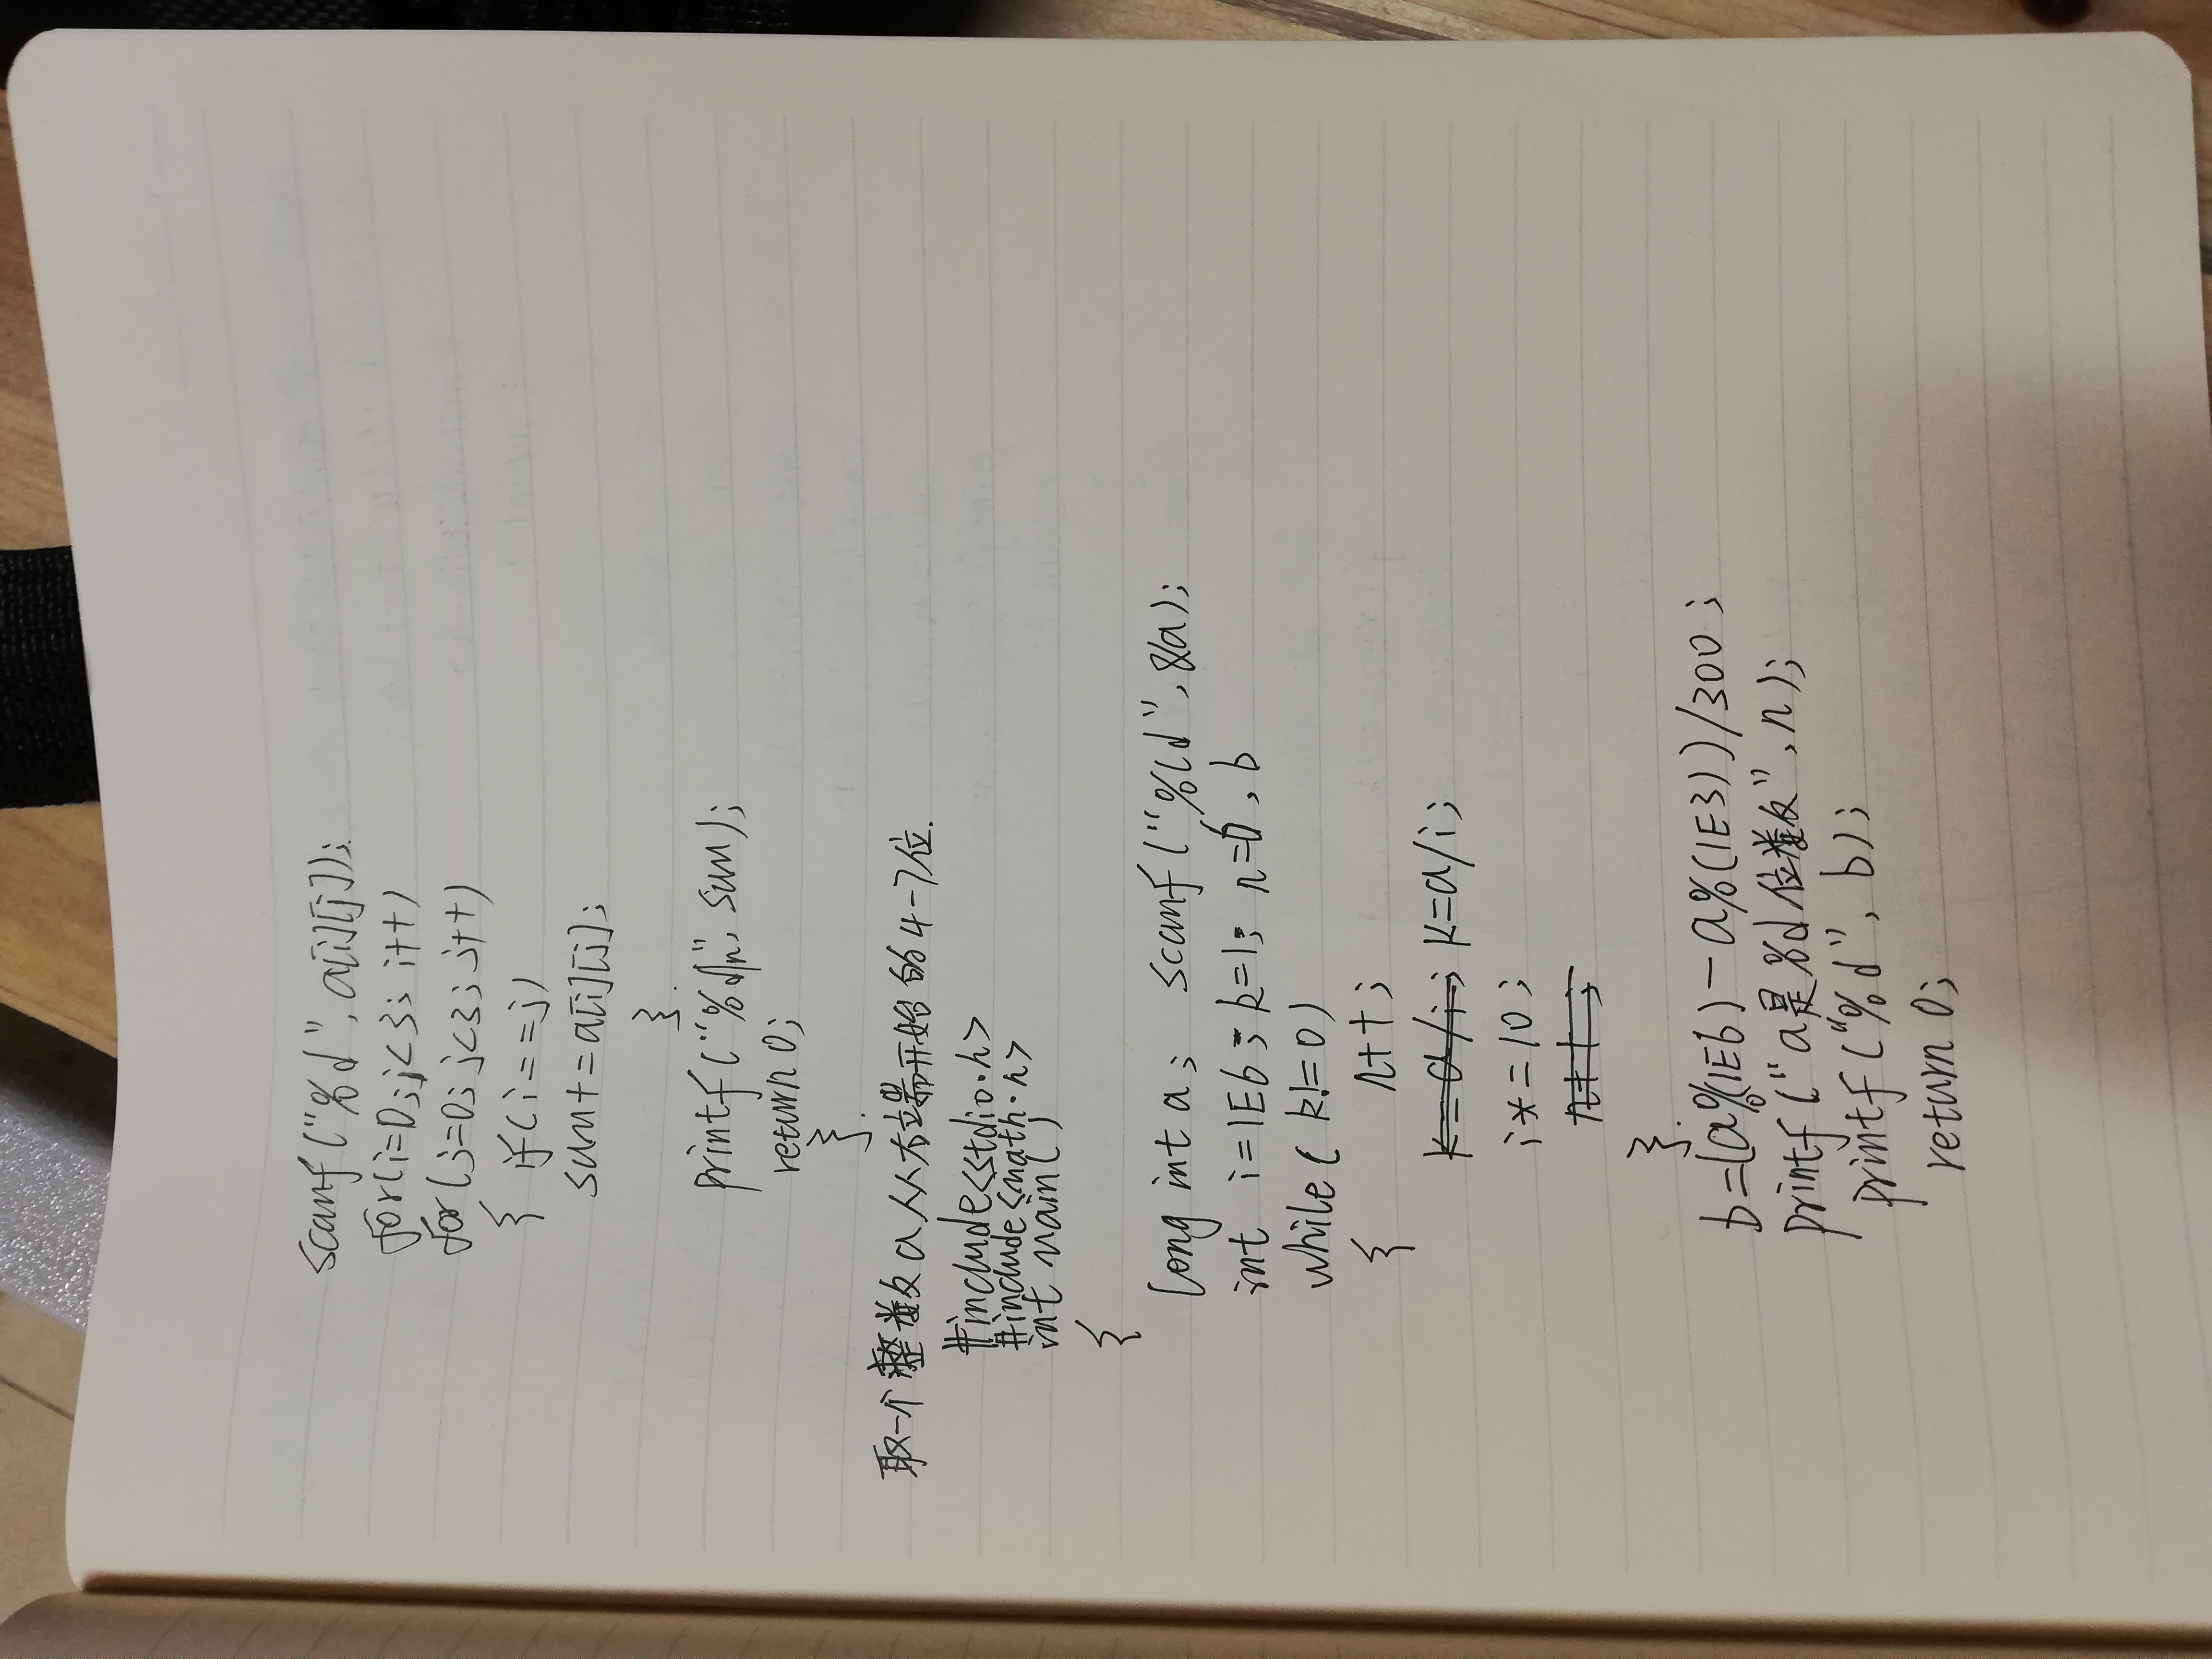 scanf("%d",a[i][j]);
for(i=0;i<3;i++)
for(j=0;j<3;j++)
{ if(i==j)
sum+=a[i][j];
}
printf("%d\n",sum);
return 0;
}
取一个整数a从右端开始的4-7位.
#include<stdio.h>
#include<math.h>
int main()
{
long int a; scanf("%ld",&a);
int i=1E6; k=1; n=6,b
while(k!=0)
{ n++;
k=a/i;
i*=10;
}
b=(a%1E6)-a%(1E3))/300;
printf("a是%d位数",n);
printf("%d",b);
return 0;